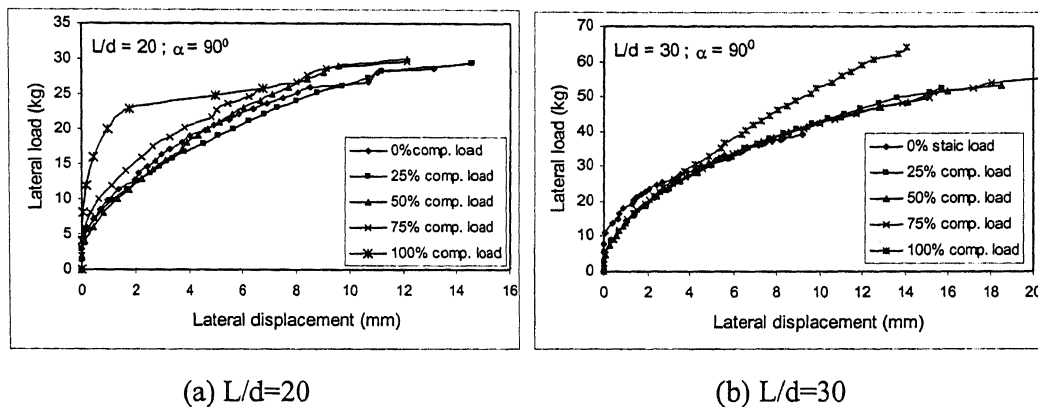 L/d = 20 ; α = 90⁰
Lateral load (kg)
35
30
25
20
15
10
5
0
0%comp. load
25% comp. load
50% comp. load
75% comp. load
100% comp. load
0 2 4 6 8 10 12 14 16
Lateral displacement (mm)
(a) L/d=20
L/d = 30 ; α = 90⁰
Lateral load (kg)
70
60
50
40
30
20
10
0
0% staic load
25% comp. load
50% comp. load
75% comp. load
100% comp. load
0 2 4 6 8 10 12 14 16 18 20
Lateral displacement (mm)
(b) L/d=30